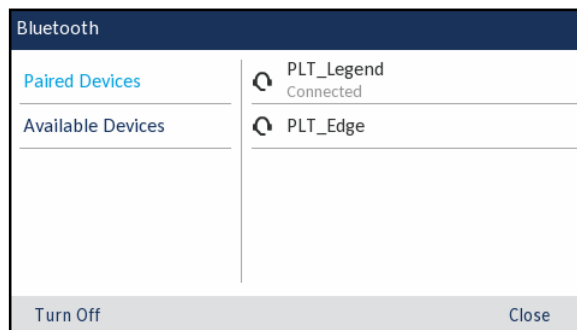 Bluetooth
Paired Devices
Available Devices
PLT_Legend
Connected
PLT_Edge
Turn Off
Close